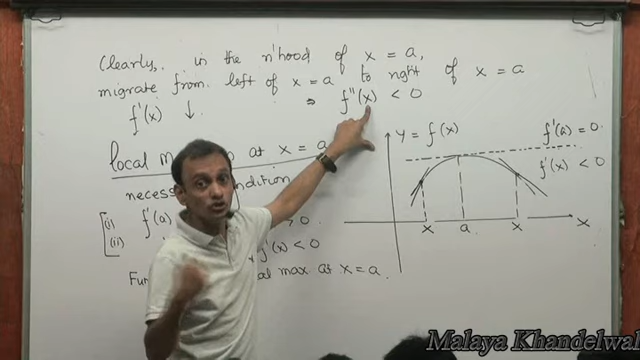 Clearly, in the n'hood of x = a,
migrate from left of x = a to right of x = a
f'(x) ↓ ⇒ f''(x) < 0
local m at x = a
y = f(x)
f'(a) = 0.
f'(x) < 0
necess ondition
(i) f'(a) > 0
(ii) f'(x) < 0
Fun al max at x = a.
x a x X
Malaya Khandelwal